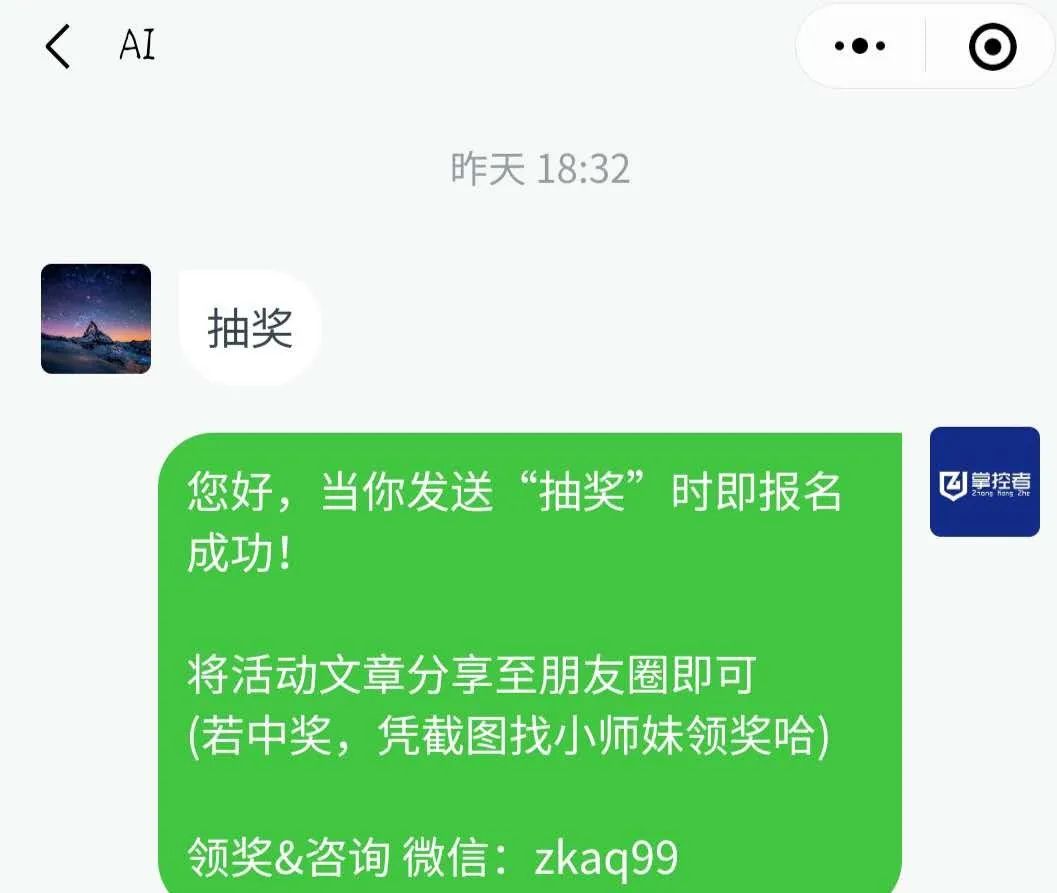 AI
昨天 18:32
抽奖
掌控者
Zhang Kong Zhe
您好，当你发送“抽奖”时即报名
成功！
将活动文章分享至朋友圈即可
(若中奖，凭截图找小师妹领奖哈)
领奖&咨询 微信：zkaq99